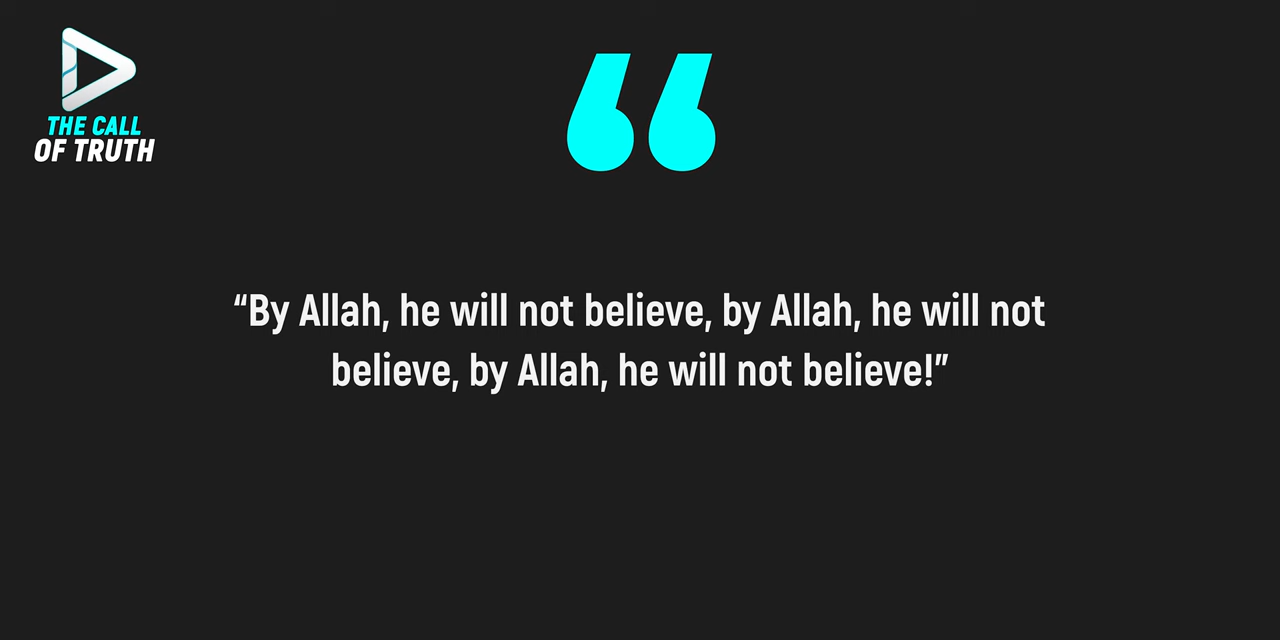 THE CALL
OF TRUTH
“
“By Allah, he will not believe, by Allah, he will not
believe, by Allah, he will not believe!”